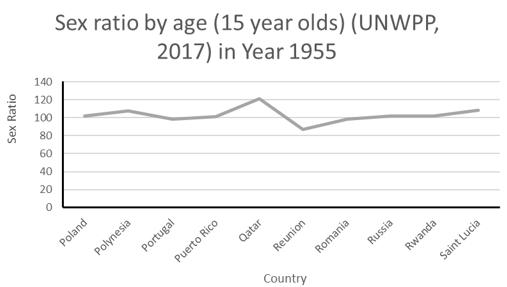 Sex ratio by age (15 year olds) (UNWPP,
2017) in Year 1955
Sex Ratio
140
120
100
80
60
40
20
0
Poland
Polynesia
Portugal
Puerto Rico
Qatar
Reunion
Romania
Russia
Rwanda
Saint Lucia
Country